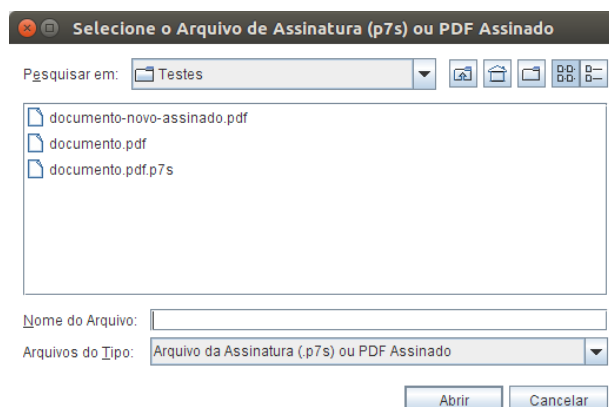 Selecione o Arquivo de Assinatura (p7s) ou PDF Assinado
Pesquisar em: Testes
documento-novo-assinado.pdf
documento.pdf
documento.pdf.p7s
Nome do Arquivo:
Arquivos do Tipo: Arquivo da Assinatura (.p7s) ou PDF Assinado
Abrir Cancelar